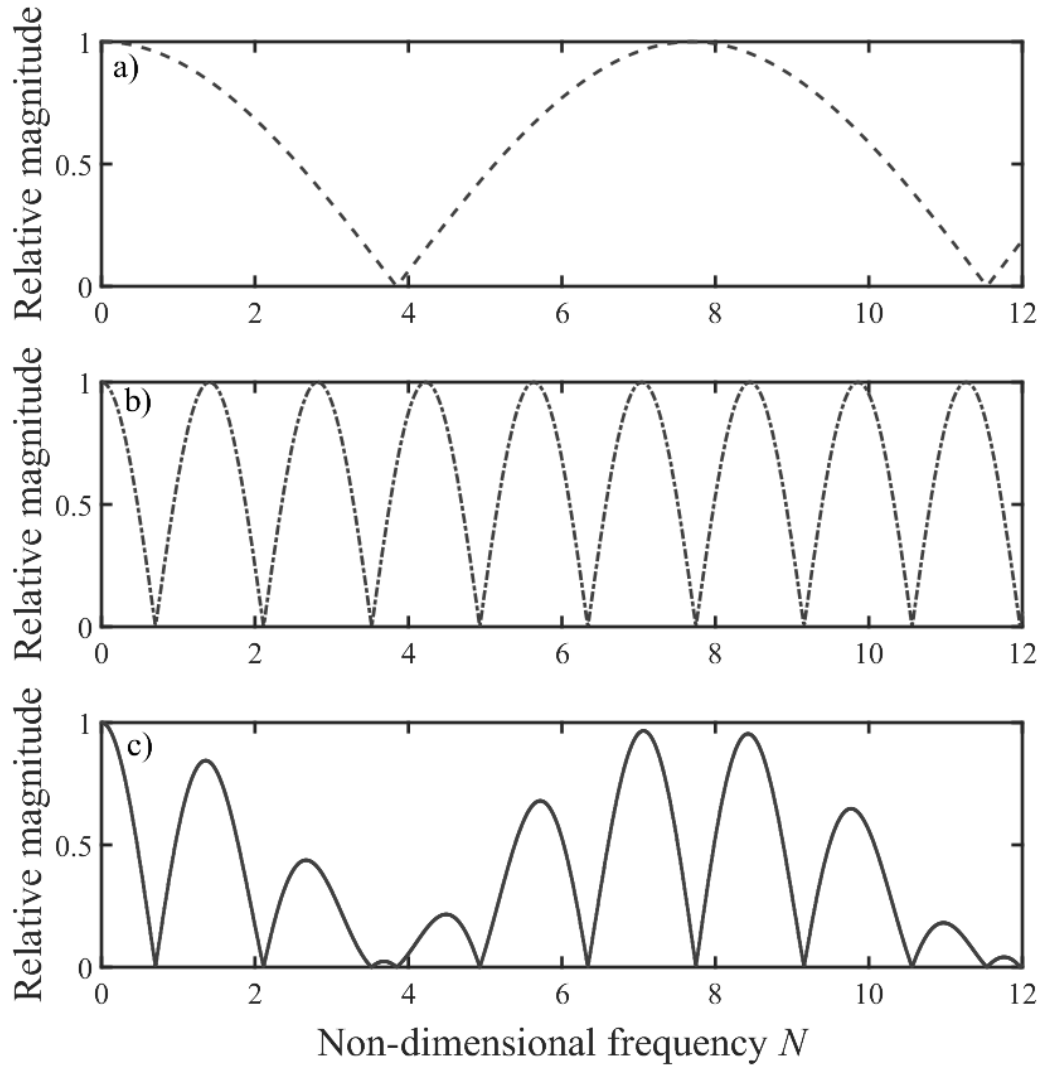 Relative magnitude
1
0.5
0
a)
0 2 4 6 8 10 12
Relative magnitude
1
0.5
0
b)
0 2 4 6 8 10 12
Relative magnitude
1
0.5
0
c)
0 2 4 6 8 10 12
Non-dimensional frequency N